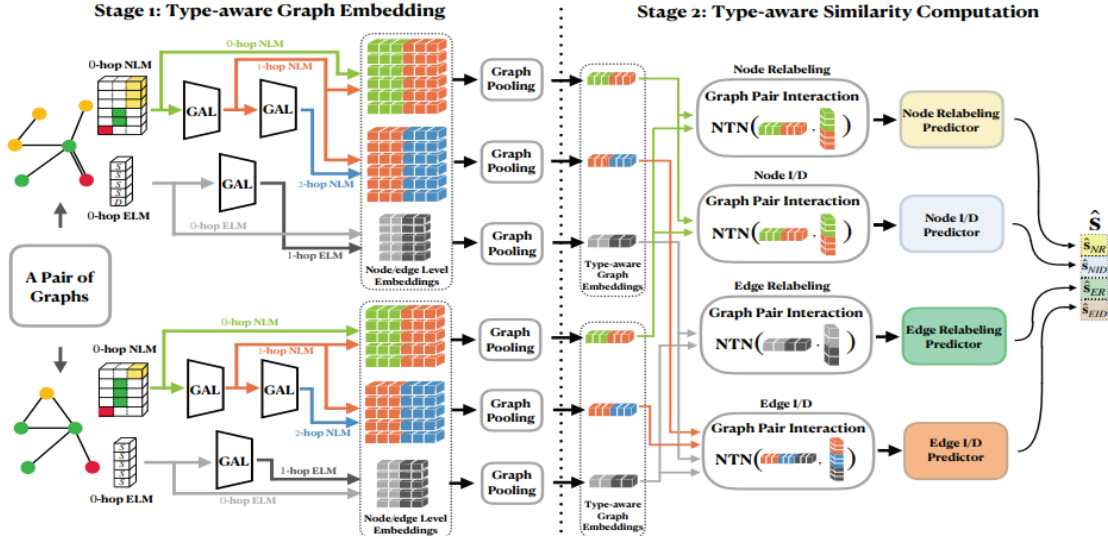 Stage 1: Type-aware Graph Embedding
Stage 2: Type-aware Similarity Computation
0-hop NLM
0-hop NLM
1-hop NLM
GAL
GAL
2-hop NLM
S
S
S
S
D
0-hop ELM
GAL
0-hop ELM
1-hop ELM
Node/edge Level
Embeddings
Graph
Pooling
Graph
Pooling
Graph
Pooling
Type-aware
Graph
Embeddings
A Pair of
Graphs
0-hop NLM
0-hop NLM
1-hop NLM
GAL
GAL
2-hop NLM
S
S
S
S
S
0-hop ELM
GAL
1-hop ELM
0-hop ELM
Node/edge Level
Embeddings
Graph
Pooling
Graph
Pooling
Graph
Pooling
Type-aware
Graph
Embeddings
Node Relabeling
Graph Pair Interaction
NTN( , )
Node Relabeling
Predictor
Node I/D
Graph Pair Interaction
NTN( , )
Node I/D
Predictor
Edge Relabeling
Graph Pair Interaction
NTN( , )
Edge Relabeling
Predictor
Edge I/D
Graph Pair Interaction
NTN( , )
Edge I/D
Predictor
Ŝ
ŝNR
ŝNID
ŝER
ŝEID